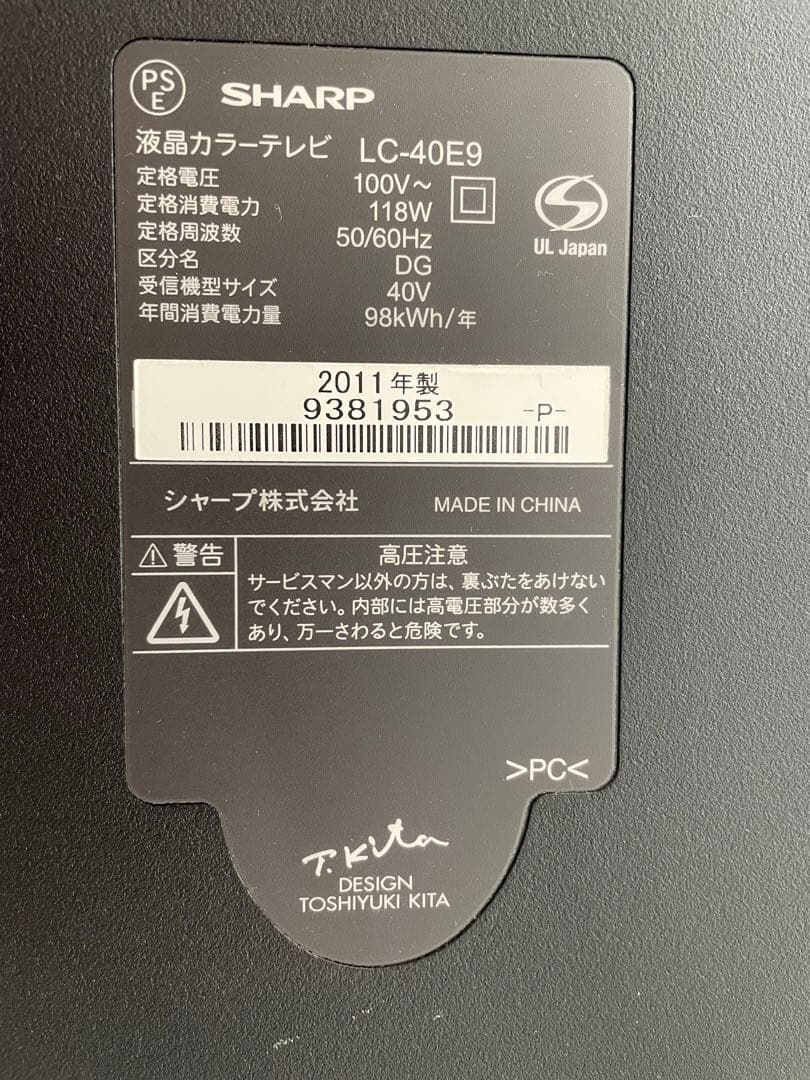 PS
E
SHARP
液晶カラーテレビ LC-40E9
定格電圧 100V～
定格消費電力 118W
定格周波数 50/60Hz
区分名 DG
受信機型サイズ 40V
年間消費電力量 98kWh/年
UL Japan
2011年製
9381953 -P-
シャープ株式会社 MADE IN CHINA
⚠警告
高圧注意
サービスマン以外の方は、裏ぶたをあけない
でください。内部には高電圧部分が数多く
あり、万一さわると危険です。
>PC<
T. Kita
DESIGN
TOSHIYUKI KITA